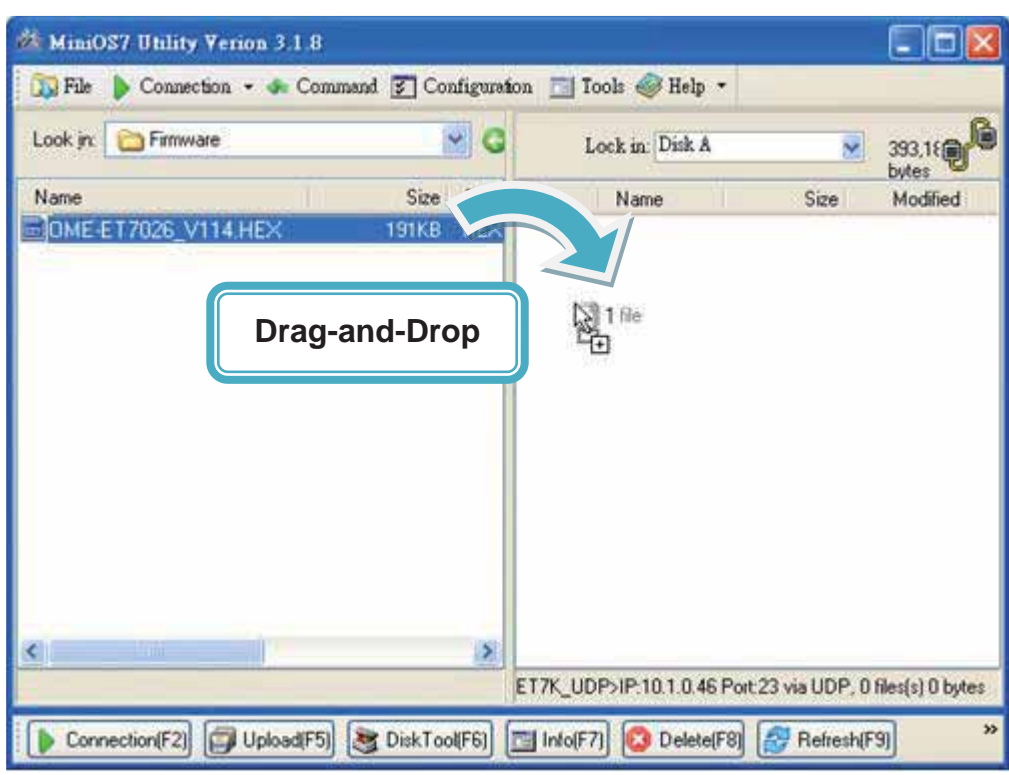 MiniOS7 Utility Verion 3.1.8
File Connection Command Configuration Tools Help
Look in: Firmware
Lock in: Disk A
393,18
bytes
Name Size
Name Size Modified
OME-ET7026_V114.HEX 191KB
Drag-and-Drop
1 file
ET7K_UDP>IP:10.1.0.46 Port:23 via UDP, 0 files(s) 0 bytes
Connection(F2) Upload(F5) DiskTool(F6) Info(F7) Delete(F8) Refresh(F9) »